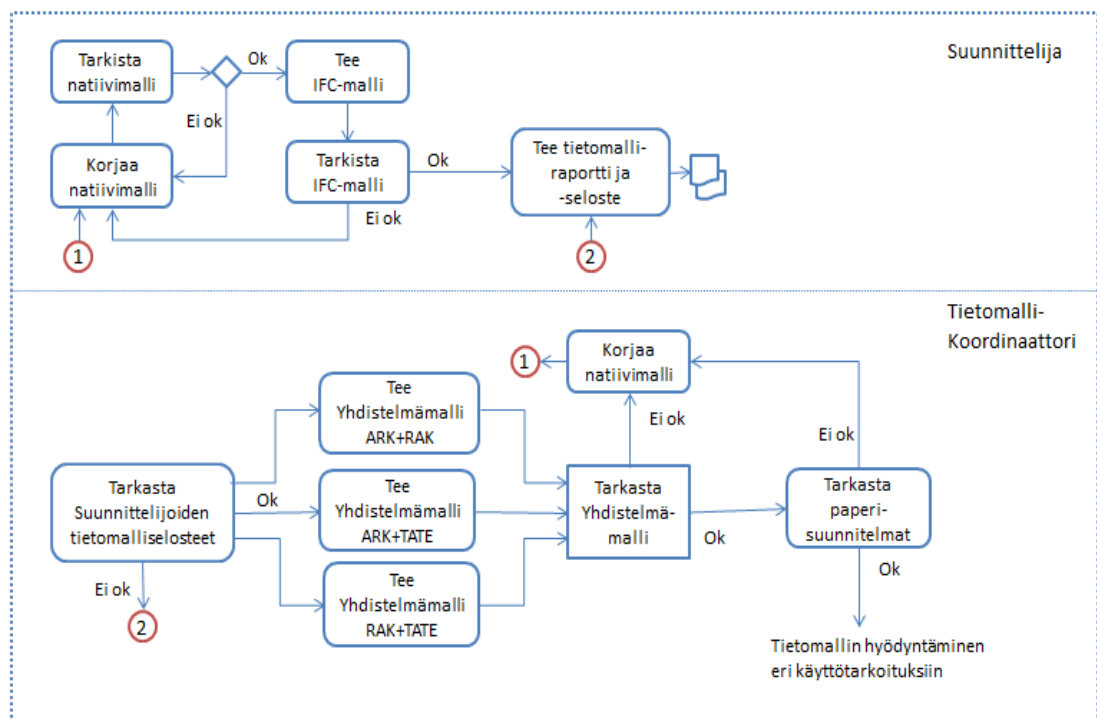 Suunnittelija
Tarkista
natiivimalli
Ok
Tee
IFC-malli
Ei ok
Korjaa
natiivimalli
Tarkista
IFC-malli
Ok
Tee tietomalli-
raportti ja
-seloste
Ei ok
1
2
Tietomalli-
Koordinaattori
1
Korjaa
natiivimalli
Tee
Yhdistelmämalli
ARK+RAK
Ei ok
Ei ok
Tarkasta
Suunnittelijoiden
tietomalliselosteet
Ok
Tee
Yhdistelmämalli
ARK+TATE
Tarkasta
Yhdistelmä-
malli
Ok
Tarkasta
paperi-
suunnitelmat
Ei ok
2
Tee
Yhdistelmämalli
RAK+TATE
Ok
Tietomallin hyödyntäminen
eri käyttötarkoituksiin